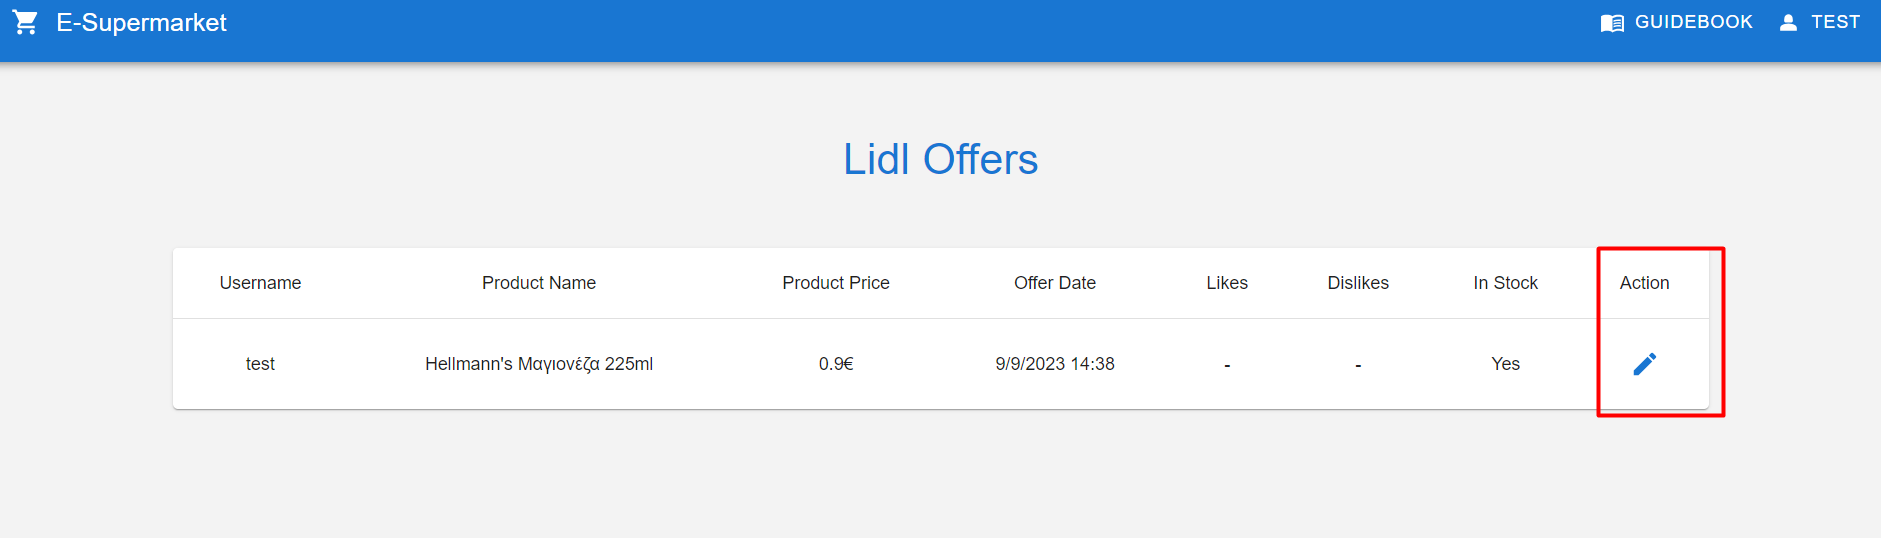 E-Supermarket GUIDEBOOK TEST
Lidl Offers
Username Product Name Product Price Offer Date Likes Dislikes In Stock Action
test Hellmann's Μαγιονέζα 225ml 0.9€ 9/9/2023 14:38 - - Yes